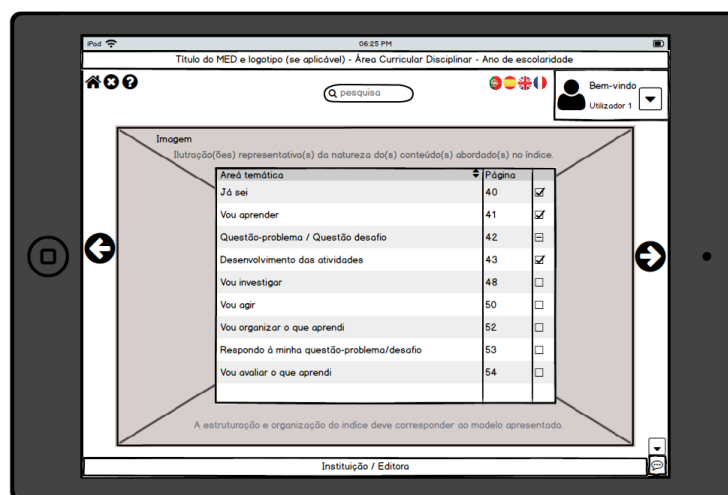 iPad 06:25 PM
Título do MED e logotipo (se aplicável) - Área Curricular Disciplinar - Ano de escolaridade
pesquisa
Bem-vindo
Utilizador 1
Imagem
Ilutração(ões) representativa(s) da natureza do(s) conteúdo(s) abordado(s) no índice.
Areá temática Página
Já sei 40
Vou aprender 41
Questão-problema / Questão desafio 42
Desenvolvimento das atividades 43
Vou investigar 48
Vou agir 50
Vou organizar o que aprendi 52
Respondo à minha questão-problema/desafio 53
Vou avaliar o que aprendi 54
A estruturação e organização do índice deve corresponder ao modelo apresentado.
Instituição / Editora